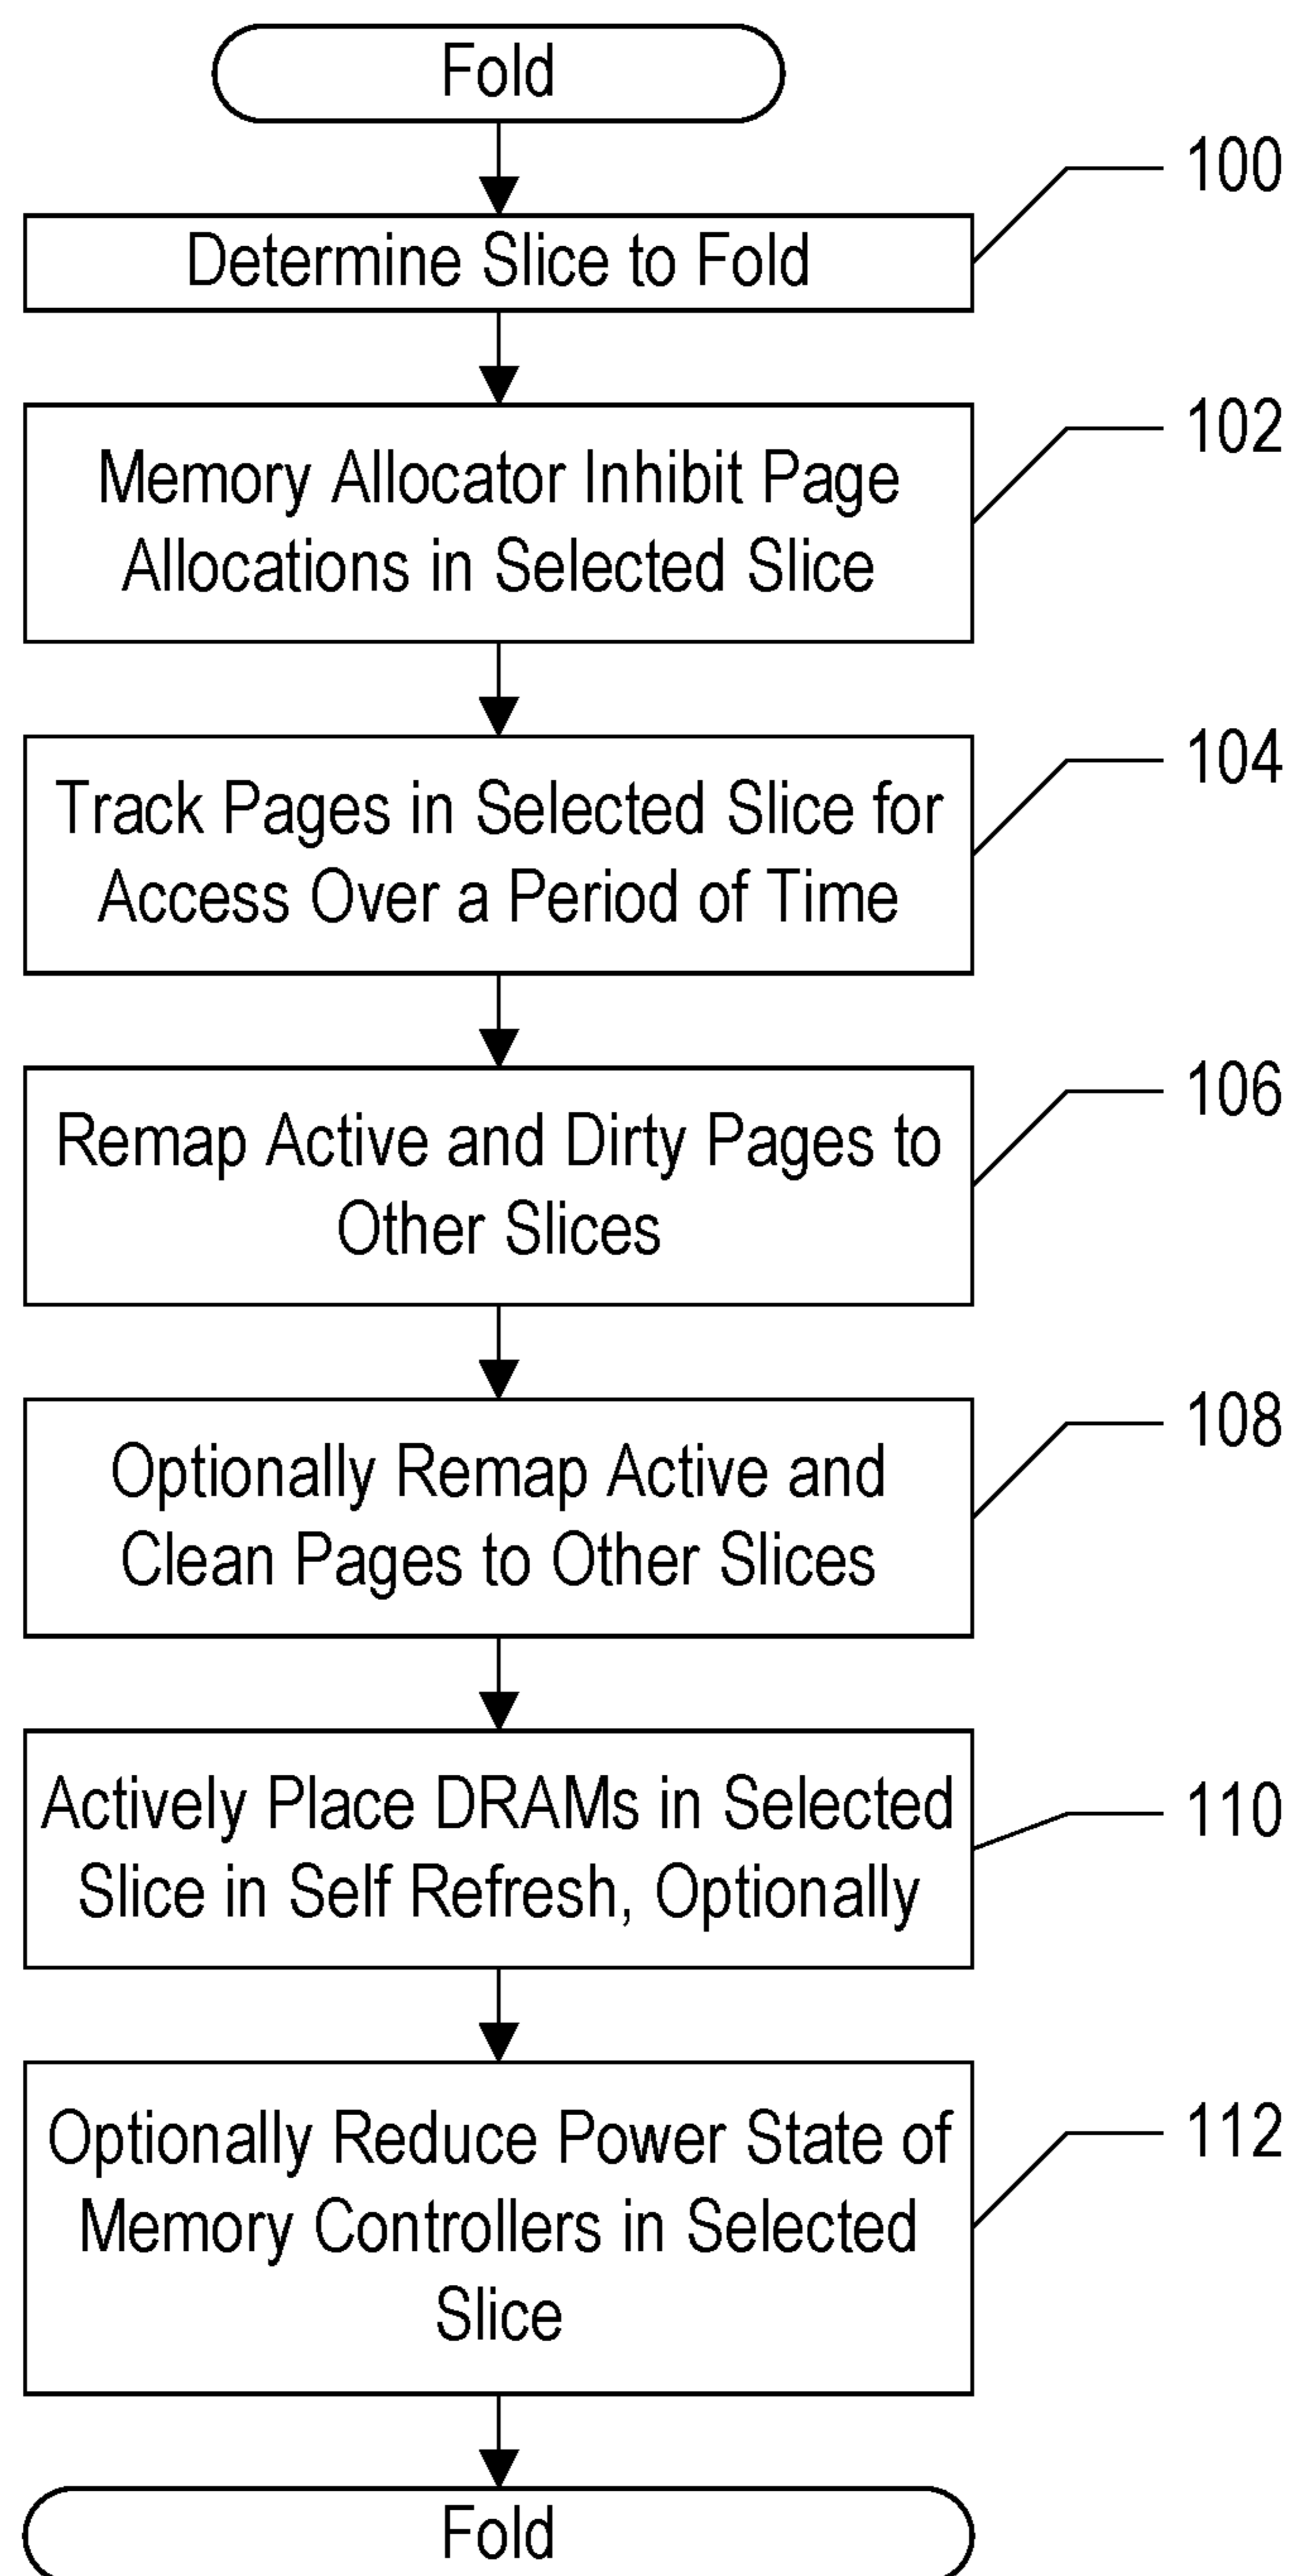 Fold
100
Determine Slice to Fold
102
Memory Allocator Inhibit Page
Allocations in Selected Slice
104
Track Pages in Selected Slice for
Access Over a Period of Time
106
Remap Active and Dirty Pages to
Other Slices
108
Optionally Remap Active and
Clean Pages to Other Slices
110
Actively Place DRAMs in Selected
Slice in Self Refresh, Optionally
112
Optionally Reduce Power State of
Memory Controllers in Selected
Slice
Fold